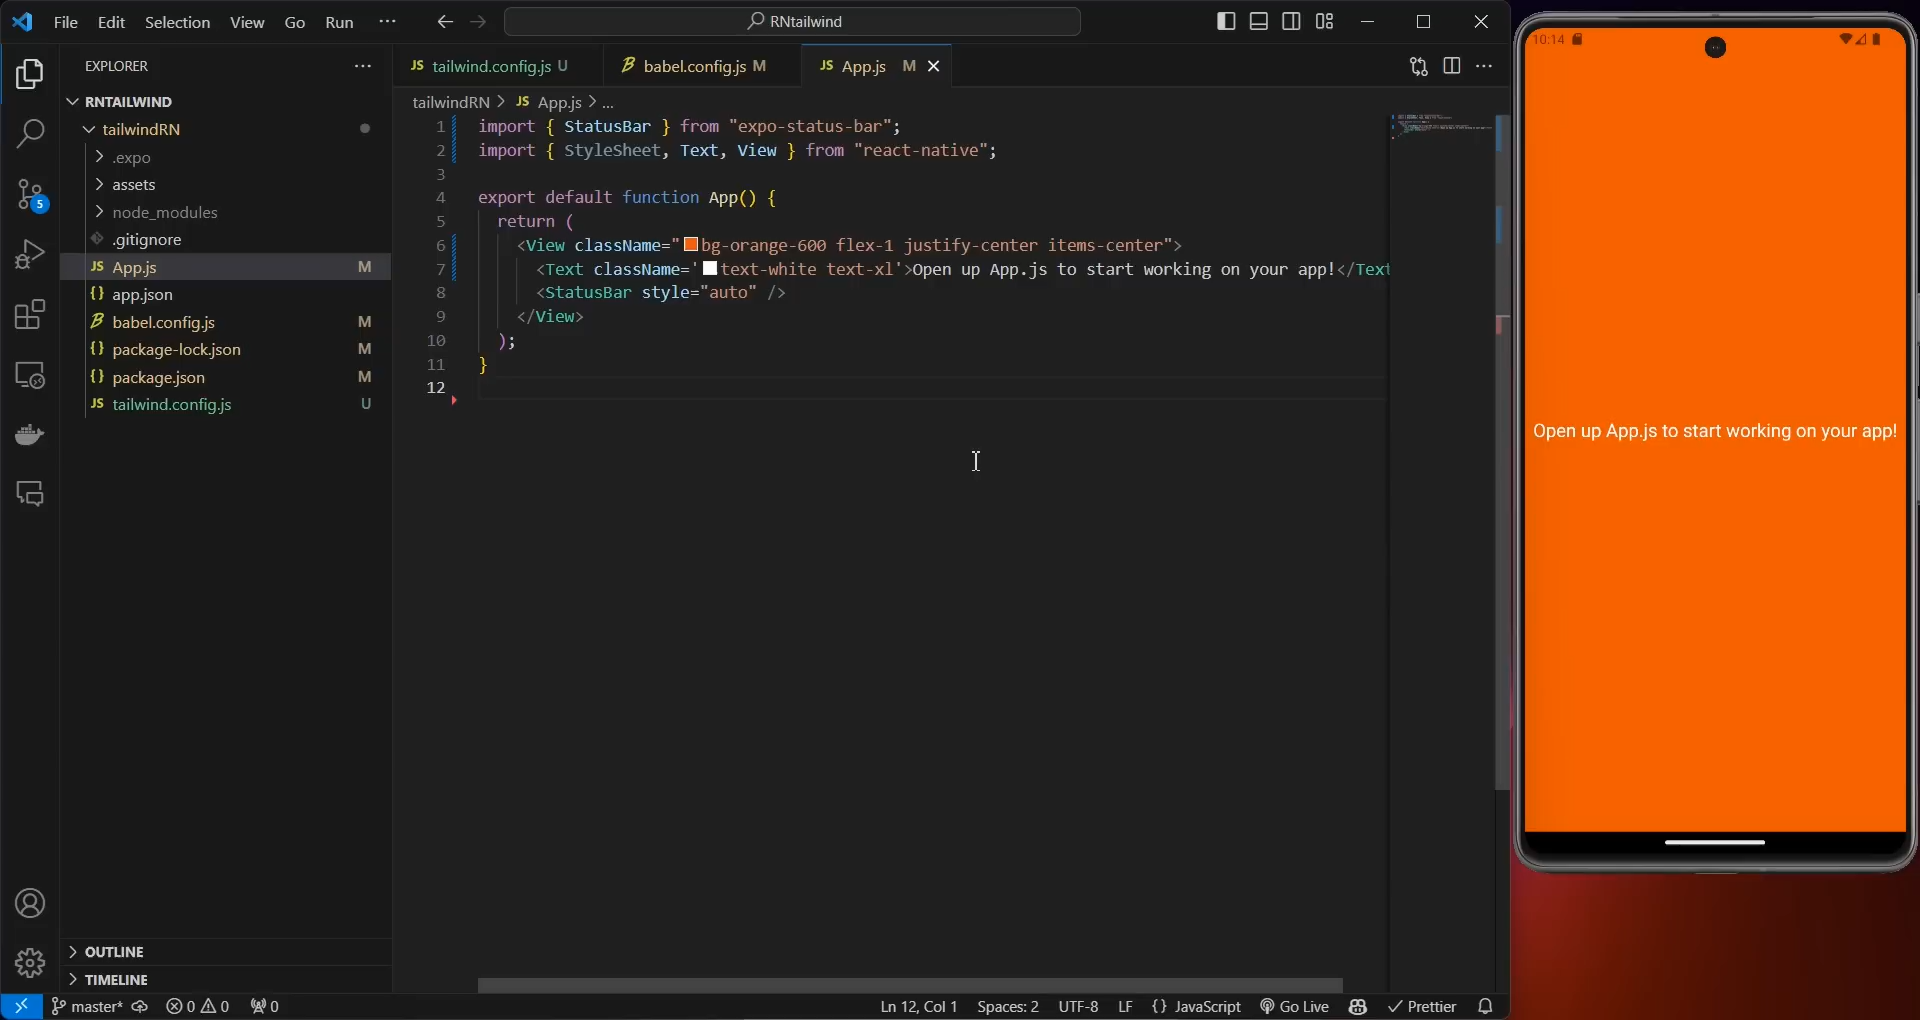 File Edit Selection View Go Run ···
RNtailwind
EXPLORER ···
RNTAILWIND
tailwindRN
.expo
assets
node_modules
.gitignore
App.js M
app.json
babel.config.js M
package-lock.json M
package.json M
tailwind.config.js U
OUTLINE
TIMELINE
5
JS tailwind.config.js U
babel.config.js M
JS App.js M
tailwindRN > JS App.js > ...
1 import { StatusBar } from "expo-status-bar";
2 import { StyleSheet, Text, View } from "react-native";
3
4 export default function App() {
5 return (
6 <View className="bg-orange-600 flex-1 justify-center items-center">
7 <Text className='text-white text-xl'>Open up App.js to start working on your app!</Text
8 <StatusBar style="auto" />
9 </View>
10 );
11 }
12
master* 0 0 0
Ln 12, Col 1 Spaces: 2 UTF-8 LF {} JavaScript Go Live Prettier
10:14
Open up App.js to start working on your app!